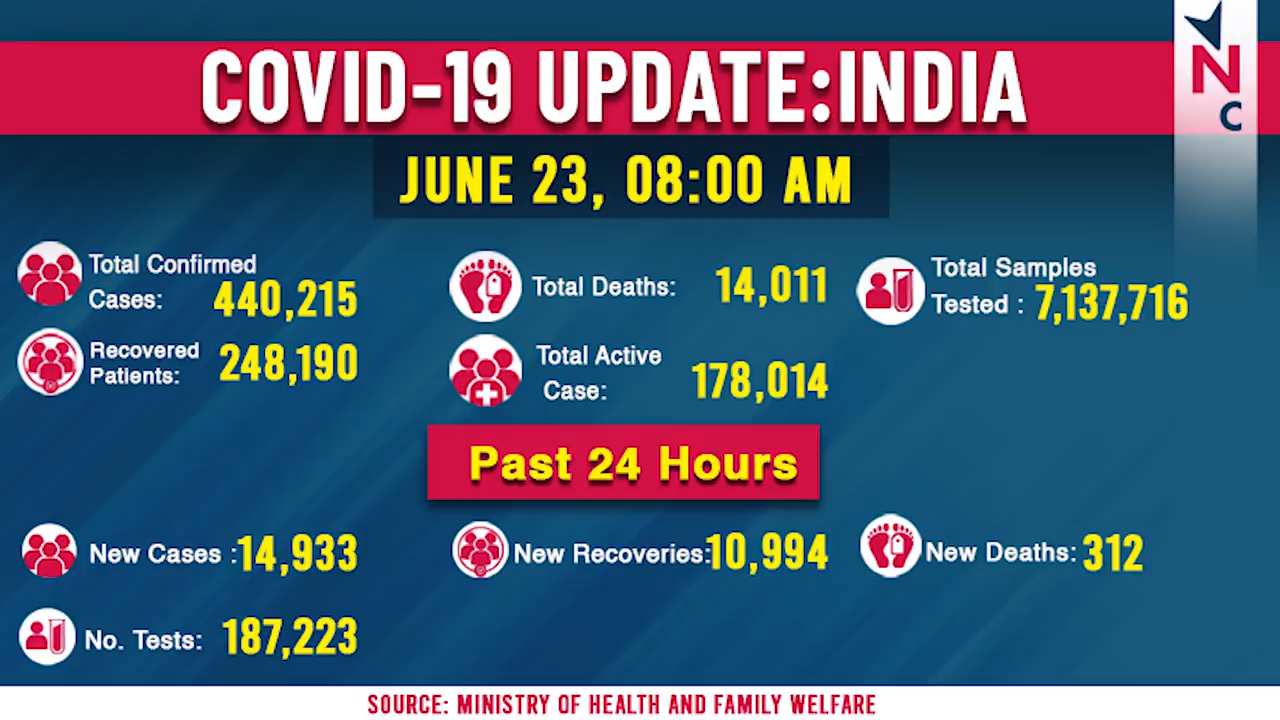 COVID-19 UPDATE:INDIA
N
C
JUNE 23, 08:00 AM
Total Confirmed
Cases: 440,215
Recovered
Patients: 248,190
Total Deaths: 14,011
Total Active
Case: 178,014
Total Samples
Tested : 7,137,716
Past 24 Hours
New Cases :14,933
New Recoveries:10,994
New Deaths: 312
No. Tests: 187,223
SOURCE: MINISTRY OF HEALTH AND FAMILY WELFARE